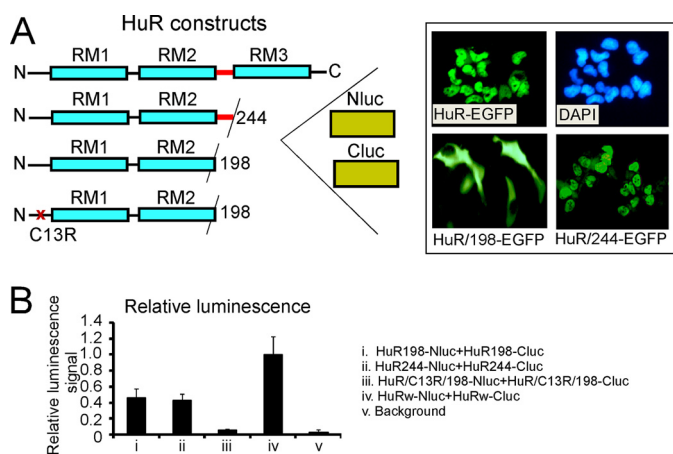 A
HuR constructs
N
RM1
RM2
RM3
C
N
RM1
RM2
244
N
RM1
RM2
198
N
x
RM1
RM2
198
C13R
Nluc
Cluc
HuR-EGFP
DAPI
HuR/198-EGFP
HuR/244-EGFP
B
Relative luminescence
Relative luminescence
signal
1.4
1.2
1.0
0.8
0.6
0.4
0.2
0
i
ii
iii
iv
v
i. HuR198-Nluc+HuR198-Cluc
ii. HuR244-Nluc+HuR244-Cluc
iii. HuR/C13R/198-Nluc+HuR/C13R/198-Cluc
iv. HuRw-Nluc+HuRw-Cluc
v. Background